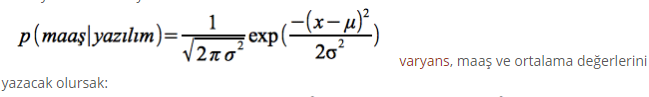 p(maaş|yazılım)=1/√2πσ² exp(−(x−μ)²/2σ²)
varyans, maaş ve ortalama değerlerini
yazacak olursak: